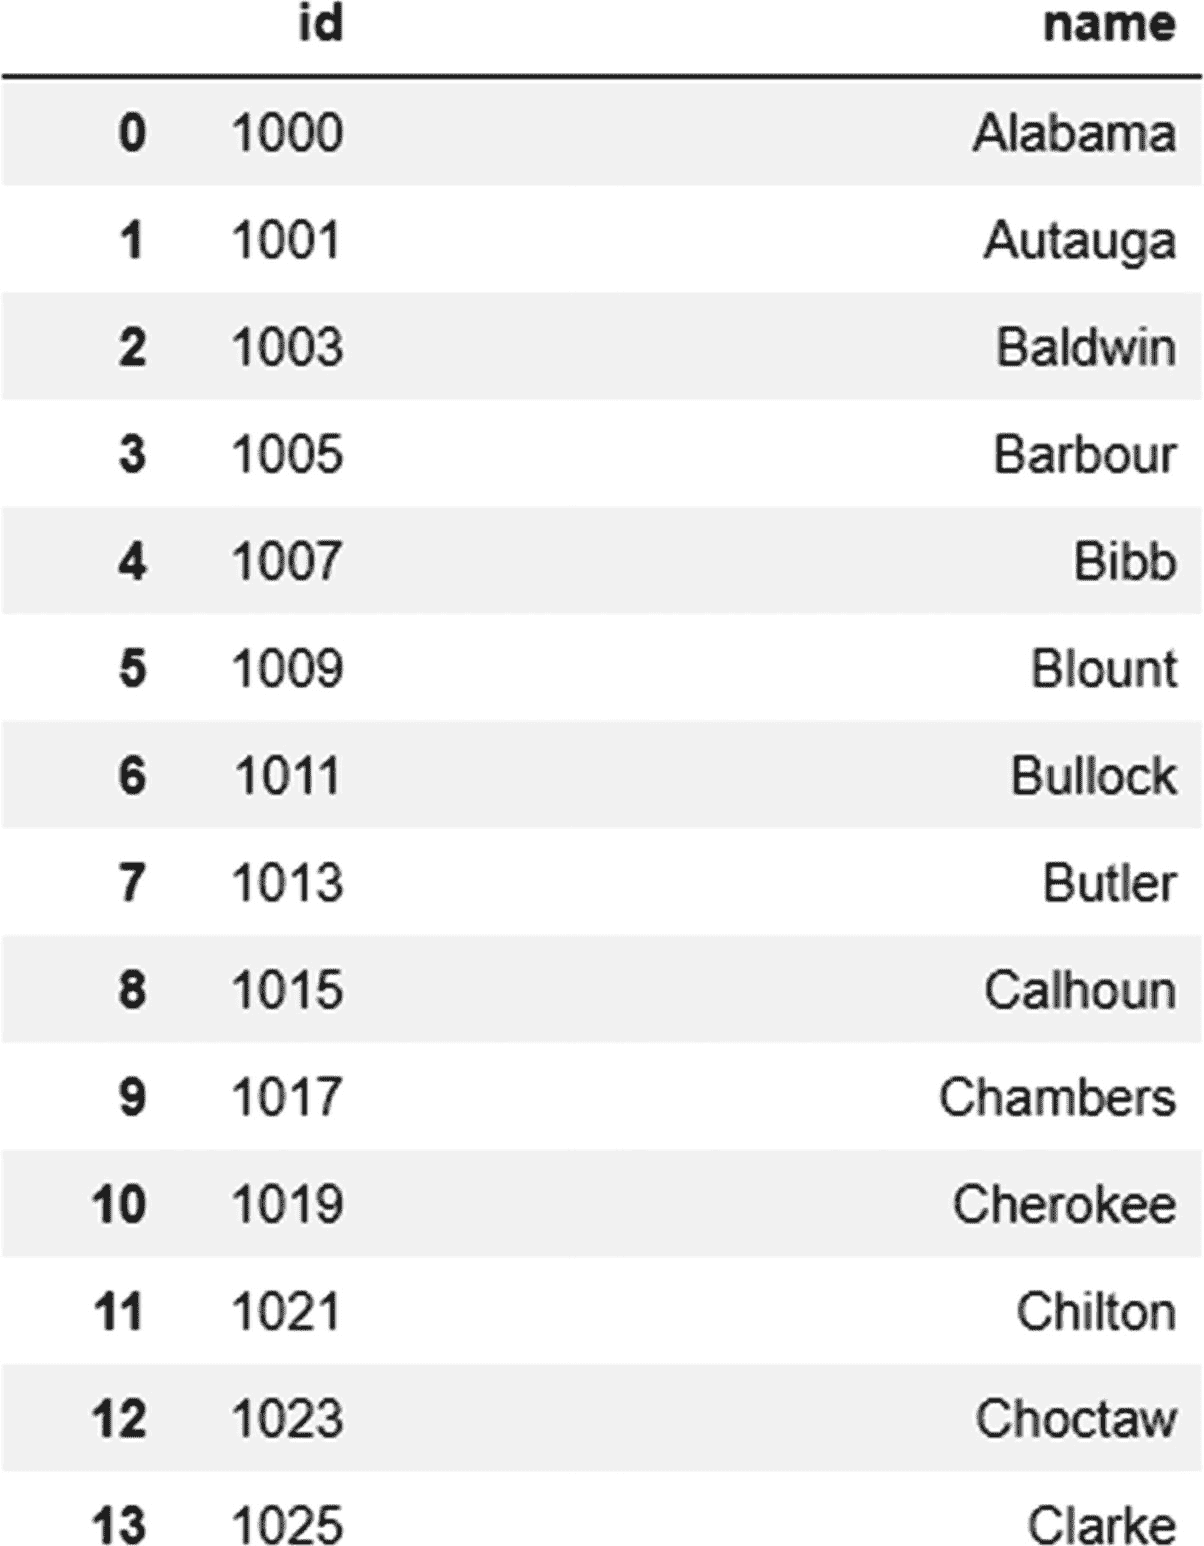 id name
0 1000 Alabama
1 1001 Autauga
2 1003 Baldwin
3 1005 Barbour
4 1007 Bibb
5 1009 Blount
6 1011 Bullock
7 1013 Butler
8 1015 Calhoun
9 1017 Chambers
10 1019 Cherokee
11 1021 Chilton
12 1023 Choctaw
13 1025 Clarke